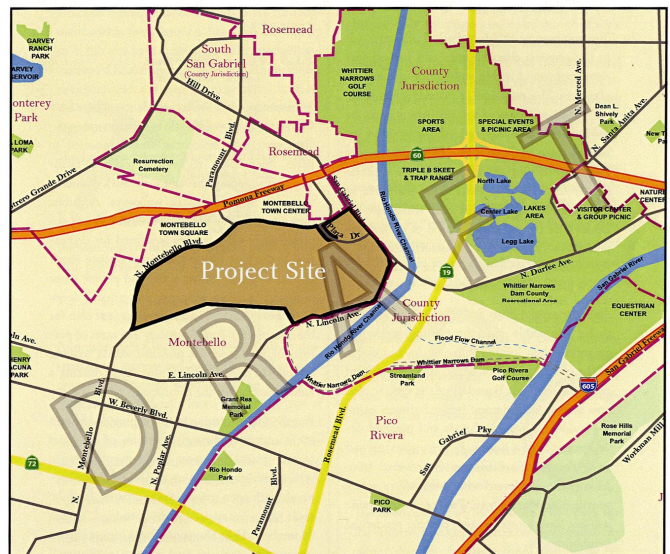 GARVEY
RANCH
PARK
Rosemead
South
San Gabriel
(County Jurisdiction)
WHITTIER
NARROWS
GOLF
COURSE
County
Jurisdiction
N. Merced Ave.
ARVEY
SERVOIR
Hill Drive
onterey
Park
Paramount Blvd.
SPORTS
AREA
SPECIAL EVENTS
& PICNIC AREA
Dean L.
Shively
Park
N. Santa Anita Ave.
New T
Pa
LOMA
PARK
Rosemead
60
Resurrection
Cemetery
TRIPLE B SKEET
& TRAP RANGE
North Lake
NATURE
CENTER
otrero Grande Drive
Pomona Freeway
San Gabriel Blvd.
Rio Hondo River Channel
MONTEBELLO
TOWN CENTER
Center Lake
LAKES
AREA
VISITOR CENTER
& GROUP PICNIC
MONTEBELLO
TOWN SQUARE
Plaza Dr.
Legg Lake
N. Montebello Blvd.
Project Site
19
N. Durfee Ave.
San Gabriel River
Whittier Narrows
Dam County
Recreational Area
EQUESTRIAN
CENTER
County
Jurisdiction
N. Lincoln Ave.
Rio Hondo River Channel
Montebello
Flood Flow Channel
San Gabriel Freeway
oln Ave.
HENRY
ACUNA
PARK
Whittier Narrows Dam
E. Lincoln Ave.
Whittier Narrows Dam
Streamland
Park
Pico Rivera
Golf Course
605
Grant Rea
Memorial
Park
W. Beverly Blvd.
N. Montebello Blvd.
N. Poplar Ave.
Rosemead Blvd.
Pico
Rivera
San Gabriel Pky
Rose Hills
Memorial
Park
Workman Mill
72
Rio Hondo
Park
Paramount Blvd.
PICO
PARK
J
DRAFT